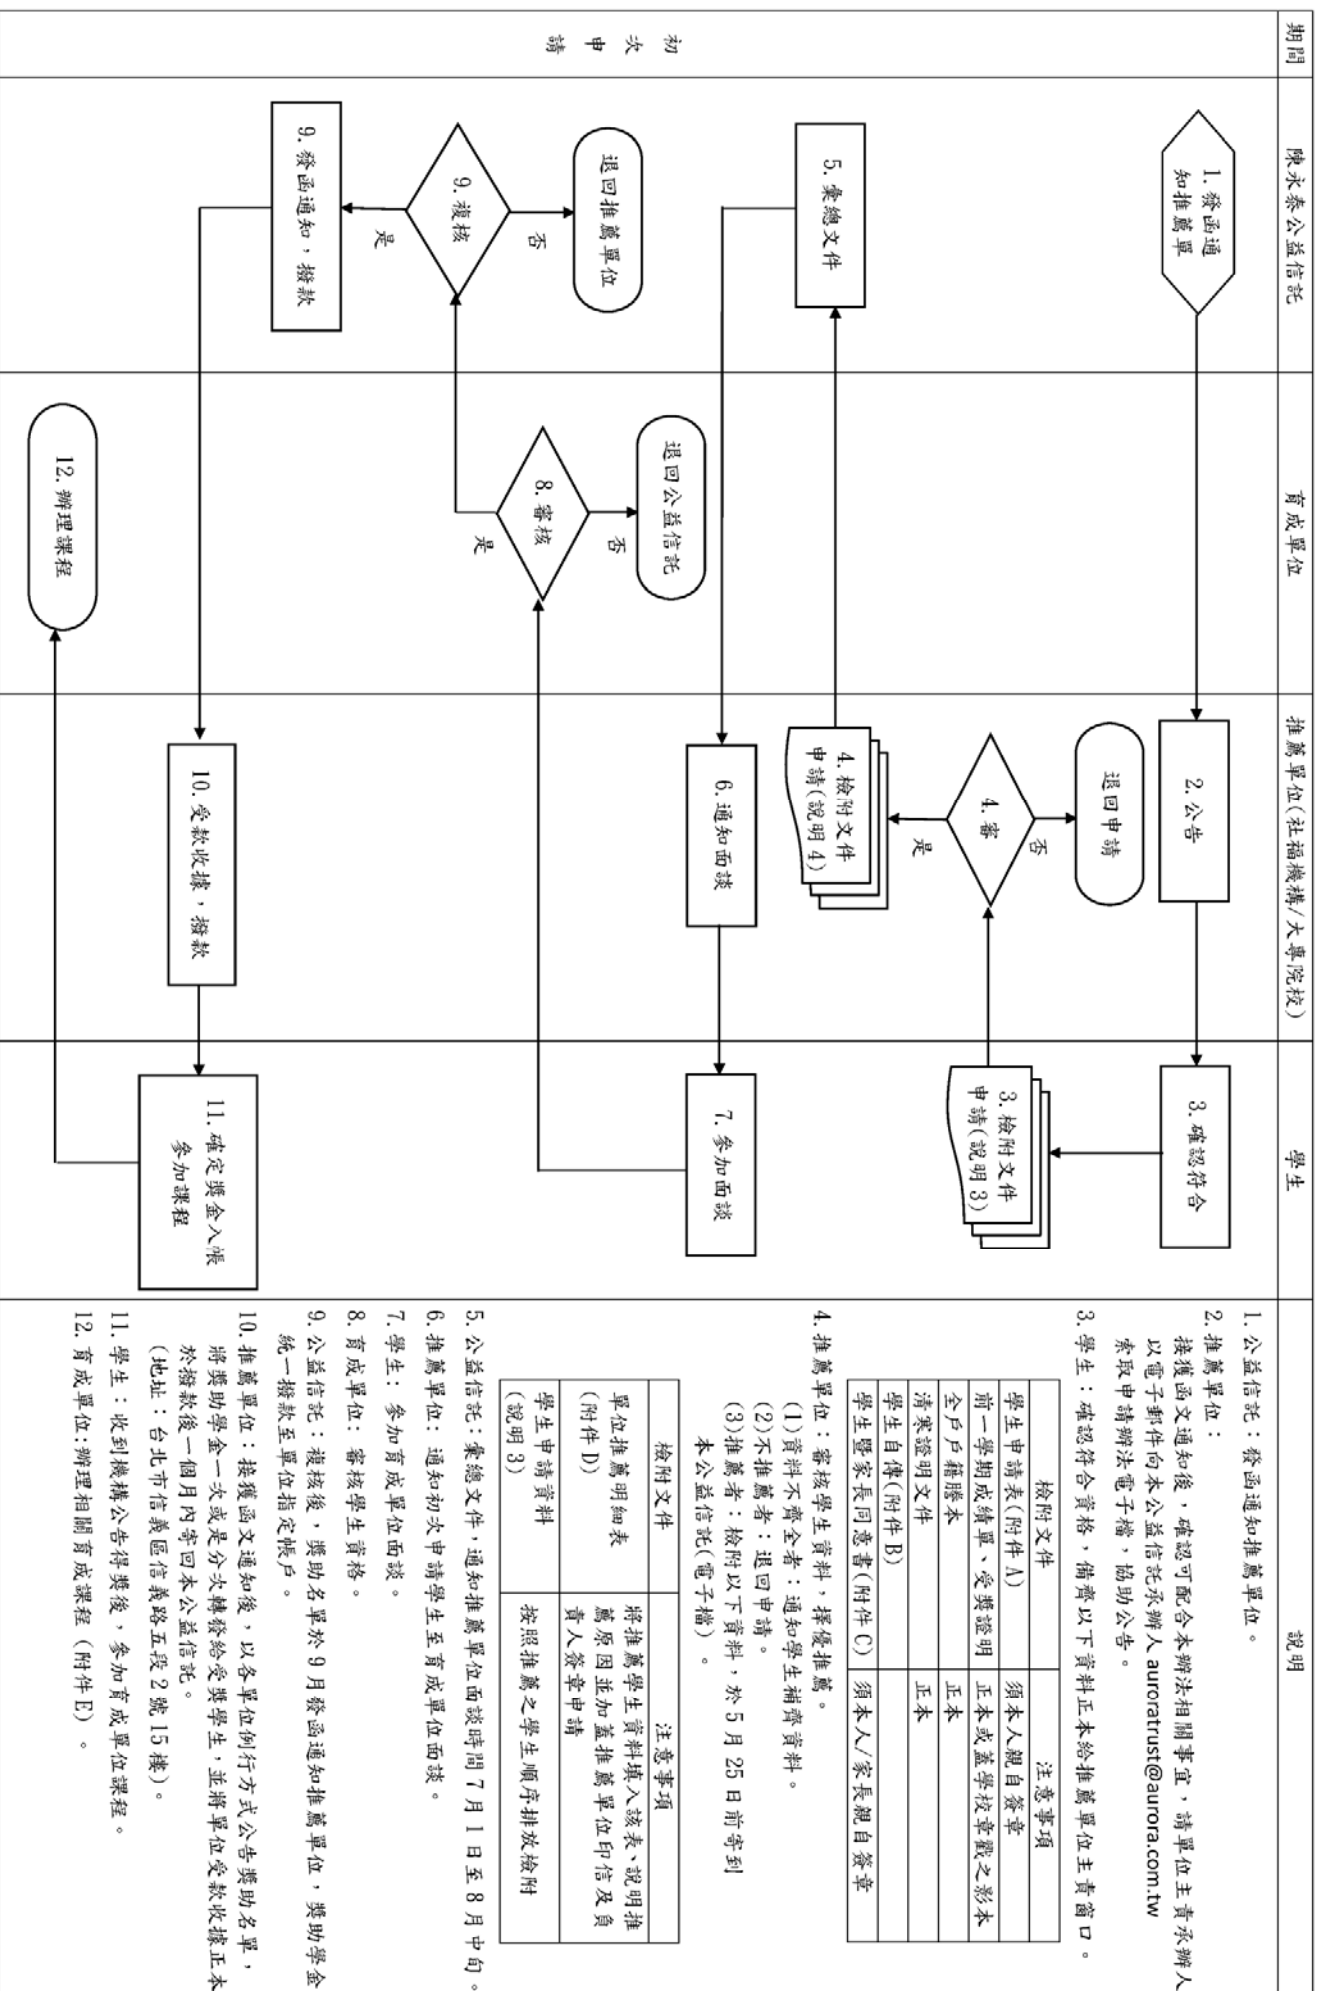 期間
陳永泰公益信託
育成單位
推薦單位(社福機構/大專院校)
學生
說明
初次申請
1.發函通
知推薦單
2.公告
3.確認符合
3.檢附文件
申請(說明3)
4.審
否
退回申請
是
4.檢附文件
申請(說明4)
5.彙總文件
6.通知面談
7.參加面談
8.審核
否
退回公益信託
是
9.複核
否
退回推薦單位
是
9.發函通知，撥款
10.受款收據，撥款
11.確定獎金入帳
參加課程
12.辦理課程
1.公益信託：發函通知推薦單位。
2.推薦單位：
接獲函文通知後，確認可配合本辦法相關事宜，請單位主責承辦人
以電子郵件向本公益信託承辦人 auroratrust@aurora.com.tw
索取申請辦法電子檔，協助公告。
3.學生：確認符合資格，備齊以下資料正本給推薦單位主責窗口。
檢附文件 注意事項
學生申請表(附件 A) 須本人親自簽章
前一學期成績單、受獎證明 正本或蓋學校章戳之影本
全戶戶籍謄本 正本
清寒證明文件 正本
學生自傳(附件 B)
學生暨家長同意書(附件 C) 須本人/家長親自簽章
4.推薦單位：審核學生資料，擇優推薦。
(1)資料不齊全者：通知學生補齊資料。
(2)不推薦者：退回申請。
(3)推薦者：檢附以下資料，於 5 月 25 日前寄到
本公益信託(電子檔)。
檢附文件 注意事項
單位推薦明細表 將推薦學生資料填入該表、說明推
(附件 D) 薦原因並加蓋推薦單位印信及負
責人簽章申請
學生申請資料 按照推薦之學生順序排放檢附
(說明 3)
5.公益信託：彙總文件，通知推薦單位面談時間 7 月 1 日至 8 月中旬。
6.推薦單位：通知初次申請學生至育成單位面談。
7.學生：參加育成單位面談。
8.育成單位：審核學生資格。
9.公益信託：複核後，獎助名單於 9 月發函通知推薦單位，獎助學金
統一撥款至單位指定帳戶。
10.推薦單位：接獲函文通知後，以各單位例行方式公告獎助名單，
將獎助學金一次或是分次轉發給受獎學生，並將單位受款收據正本
於撥款後一個月內寄回本公益信託。
(地址：台北市信義區信義路五段 2 號 15 樓)。
11.學生：收到機構公告得獎後，參加育成單位課程。
12.育成單位:辦理相關育成課程（附件 E）。